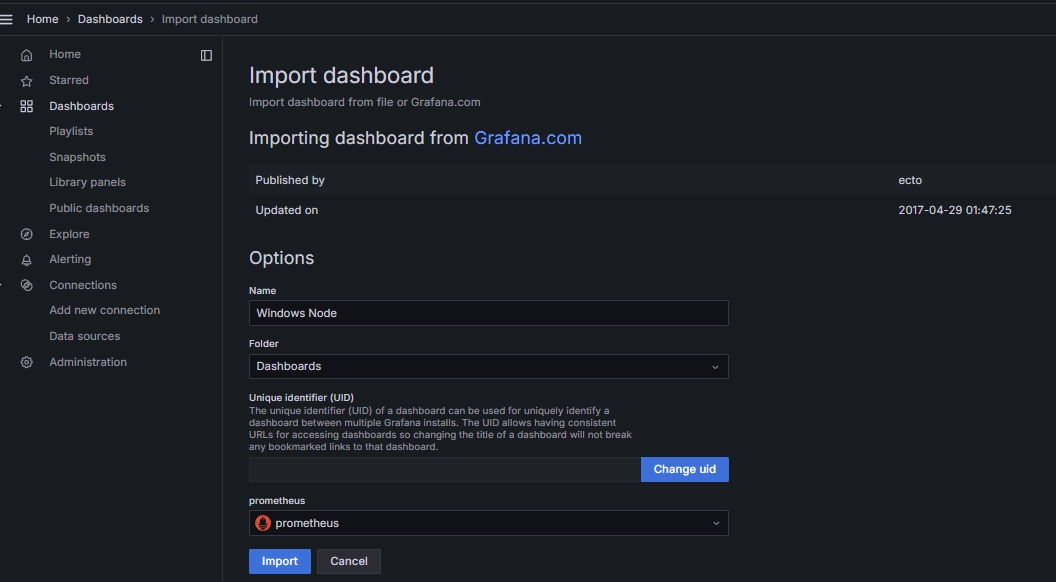 Home › Dashboards › Import dashboard
Home
Starred
Dashboards
Playlists
Snapshots
Library panels
Public dashboards
Explore
Alerting
Connections
Add new connection
Data sources
Administration
Import dashboard
Import dashboard from file or Grafana.com
Importing dashboard from Grafana.com
Published by ecto
Updated on 2017-04-29 01:47:25
Options
Name
Windows Node
Folder
Dashboards
Unique identifier (UID)
The unique identifier (UID) of a dashboard can be used for uniquely identify a
dashboard between multiple Grafana installs. The UID allows having consistent
URLs for accessing dashboards so changing the title of a dashboard will not break
any bookmarked links to that dashboard.
Change uid
prometheus
prometheus
Import Cancel